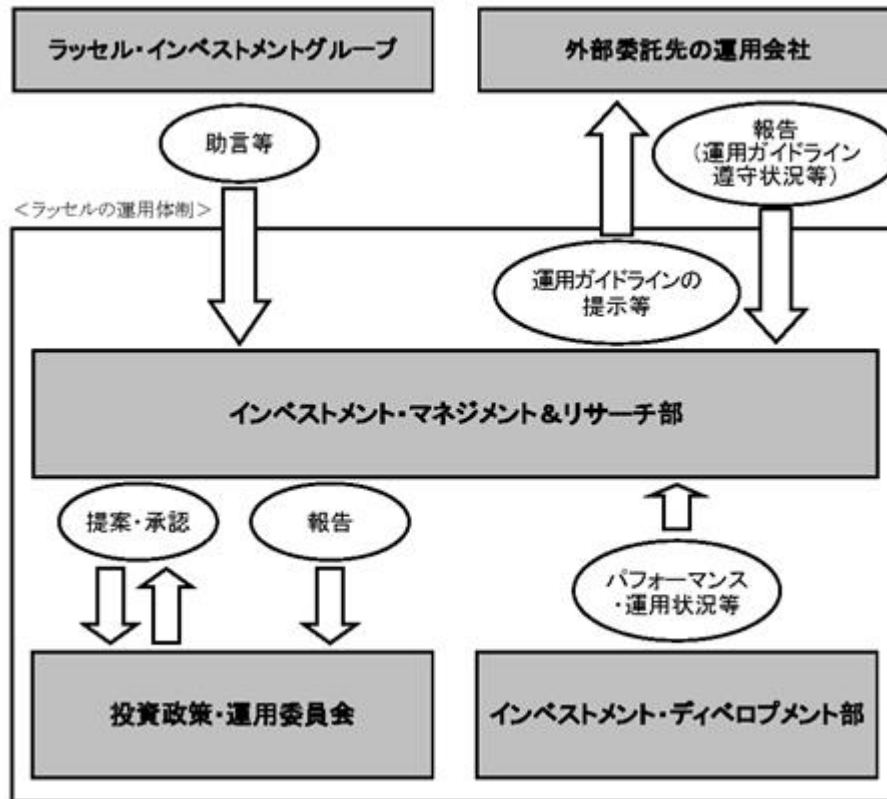 ラッセル・インベストメントグループ
外部委託先の運用会社
助言等
報告
（運用ガイドライン
遵守状況等）
＜ラッセルの運用体制＞
運用ガイドラインの
提示等
インベストメント・マネジメント＆リサーチ部
提案・承認
報告
パフォーマンス
・運用状況等
投資政策・運用委員会
インベストメント・ディベロプメント部